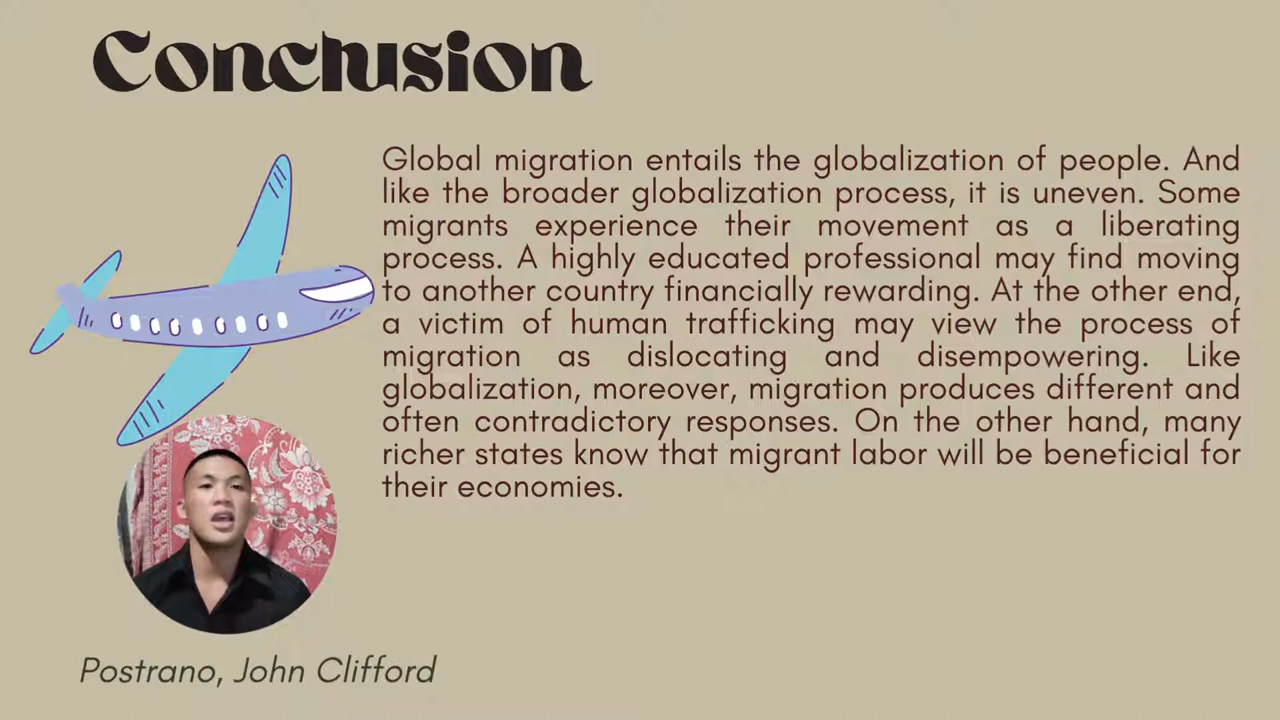 Conclusion
Global migration entails the globalization of people. And
like the broader globalization process, it is uneven. Some
migrants experience their movement as a liberating
process. A highly educated professional may find moving
to another country financially rewarding. At the other end,
a victim of human trafficking may view the process of
migration as dislocating and disempowering. Like
globalization, moreover, migration produces different and
often contradictory responses. On the other hand, many
richer states know that migrant labor will be beneficial for
their economies.
Postrano, John Clifford